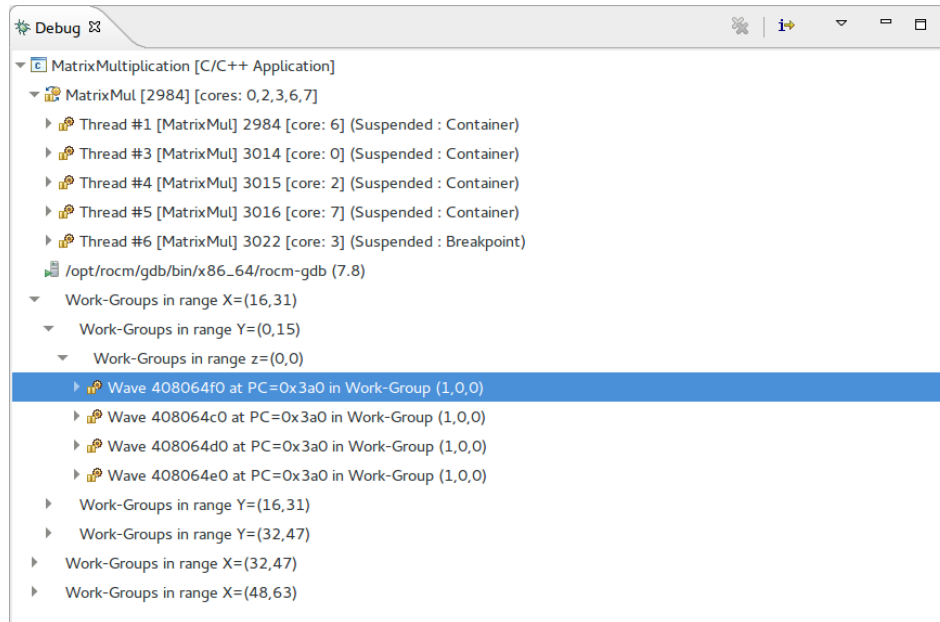 Debug
MatrixMultiplication [C/C++ Application]
MatrixMul [2984] [cores: 0,2,3,6,7]
Thread #1 [MatrixMul] 2984 [core: 6] (Suspended : Container)
Thread #3 [MatrixMul] 3014 [core: 0] (Suspended : Container)
Thread #4 [MatrixMul] 3015 [core: 2] (Suspended : Container)
Thread #5 [MatrixMul] 3016 [core: 7] (Suspended : Container)
Thread #6 [MatrixMul] 3022 [core: 3] (Suspended : Breakpoint)
/opt/rocm/gdb/bin/x86_64/rocm-gdb (7.8)
Work-Groups in range X=(16,31)
Work-Groups in range Y=(0,15)
Work-Groups in range z=(0,0)
Wave 408064f0 at PC=0x3a0 in Work-Group (1,0,0)
Wave 408064c0 at PC=0x3a0 in Work-Group (1,0,0)
Wave 408064d0 at PC=0x3a0 in Work-Group (1,0,0)
Wave 408064e0 at PC=0x3a0 in Work-Group (1,0,0)
Work-Groups in range Y=(16,31)
Work-Groups in range Y=(32,47)
Work-Groups in range X=(32,47)
Work-Groups in range X=(48,63)